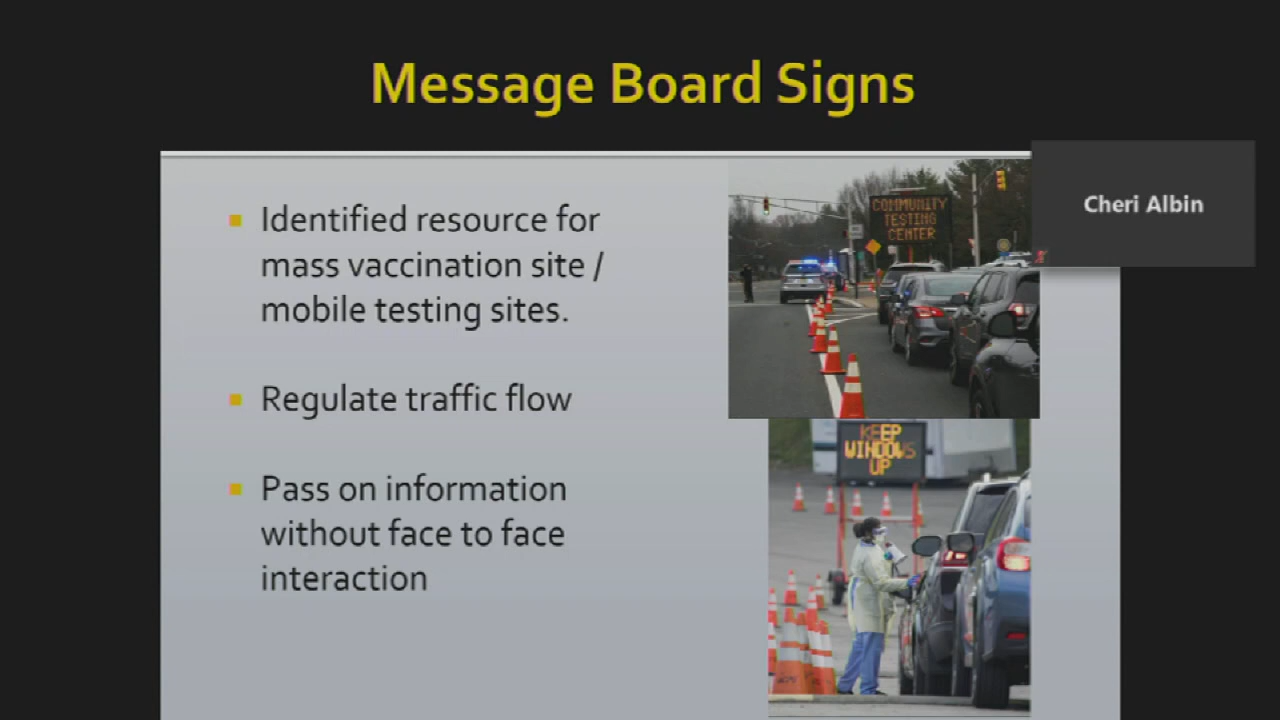 Message Board Signs
Identified resource for
mass vaccination site /
mobile testing sites.
Regulate traffic flow
Pass on information
without face to face
interaction
COMMUNITY
TESTING
CENTER
KEEP
WINDOWS
UP
Cheri Albin